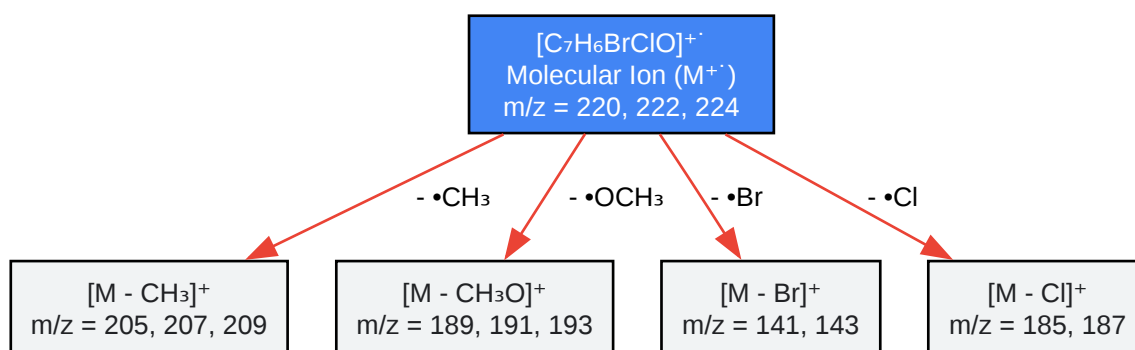 [C₇H₆BrClO]⁺˙
Molecular Ion (M⁺˙)
m/z = 220, 222, 224
- •CH₃
- •OCH₃
- •Br
- •Cl
[M - CH₃]⁺
m/z = 205, 207, 209
[M - CH₃O]⁺
m/z = 189, 191, 193
[M - Br]⁺
m/z = 141, 143
[M - Cl]⁺
m/z = 185, 187